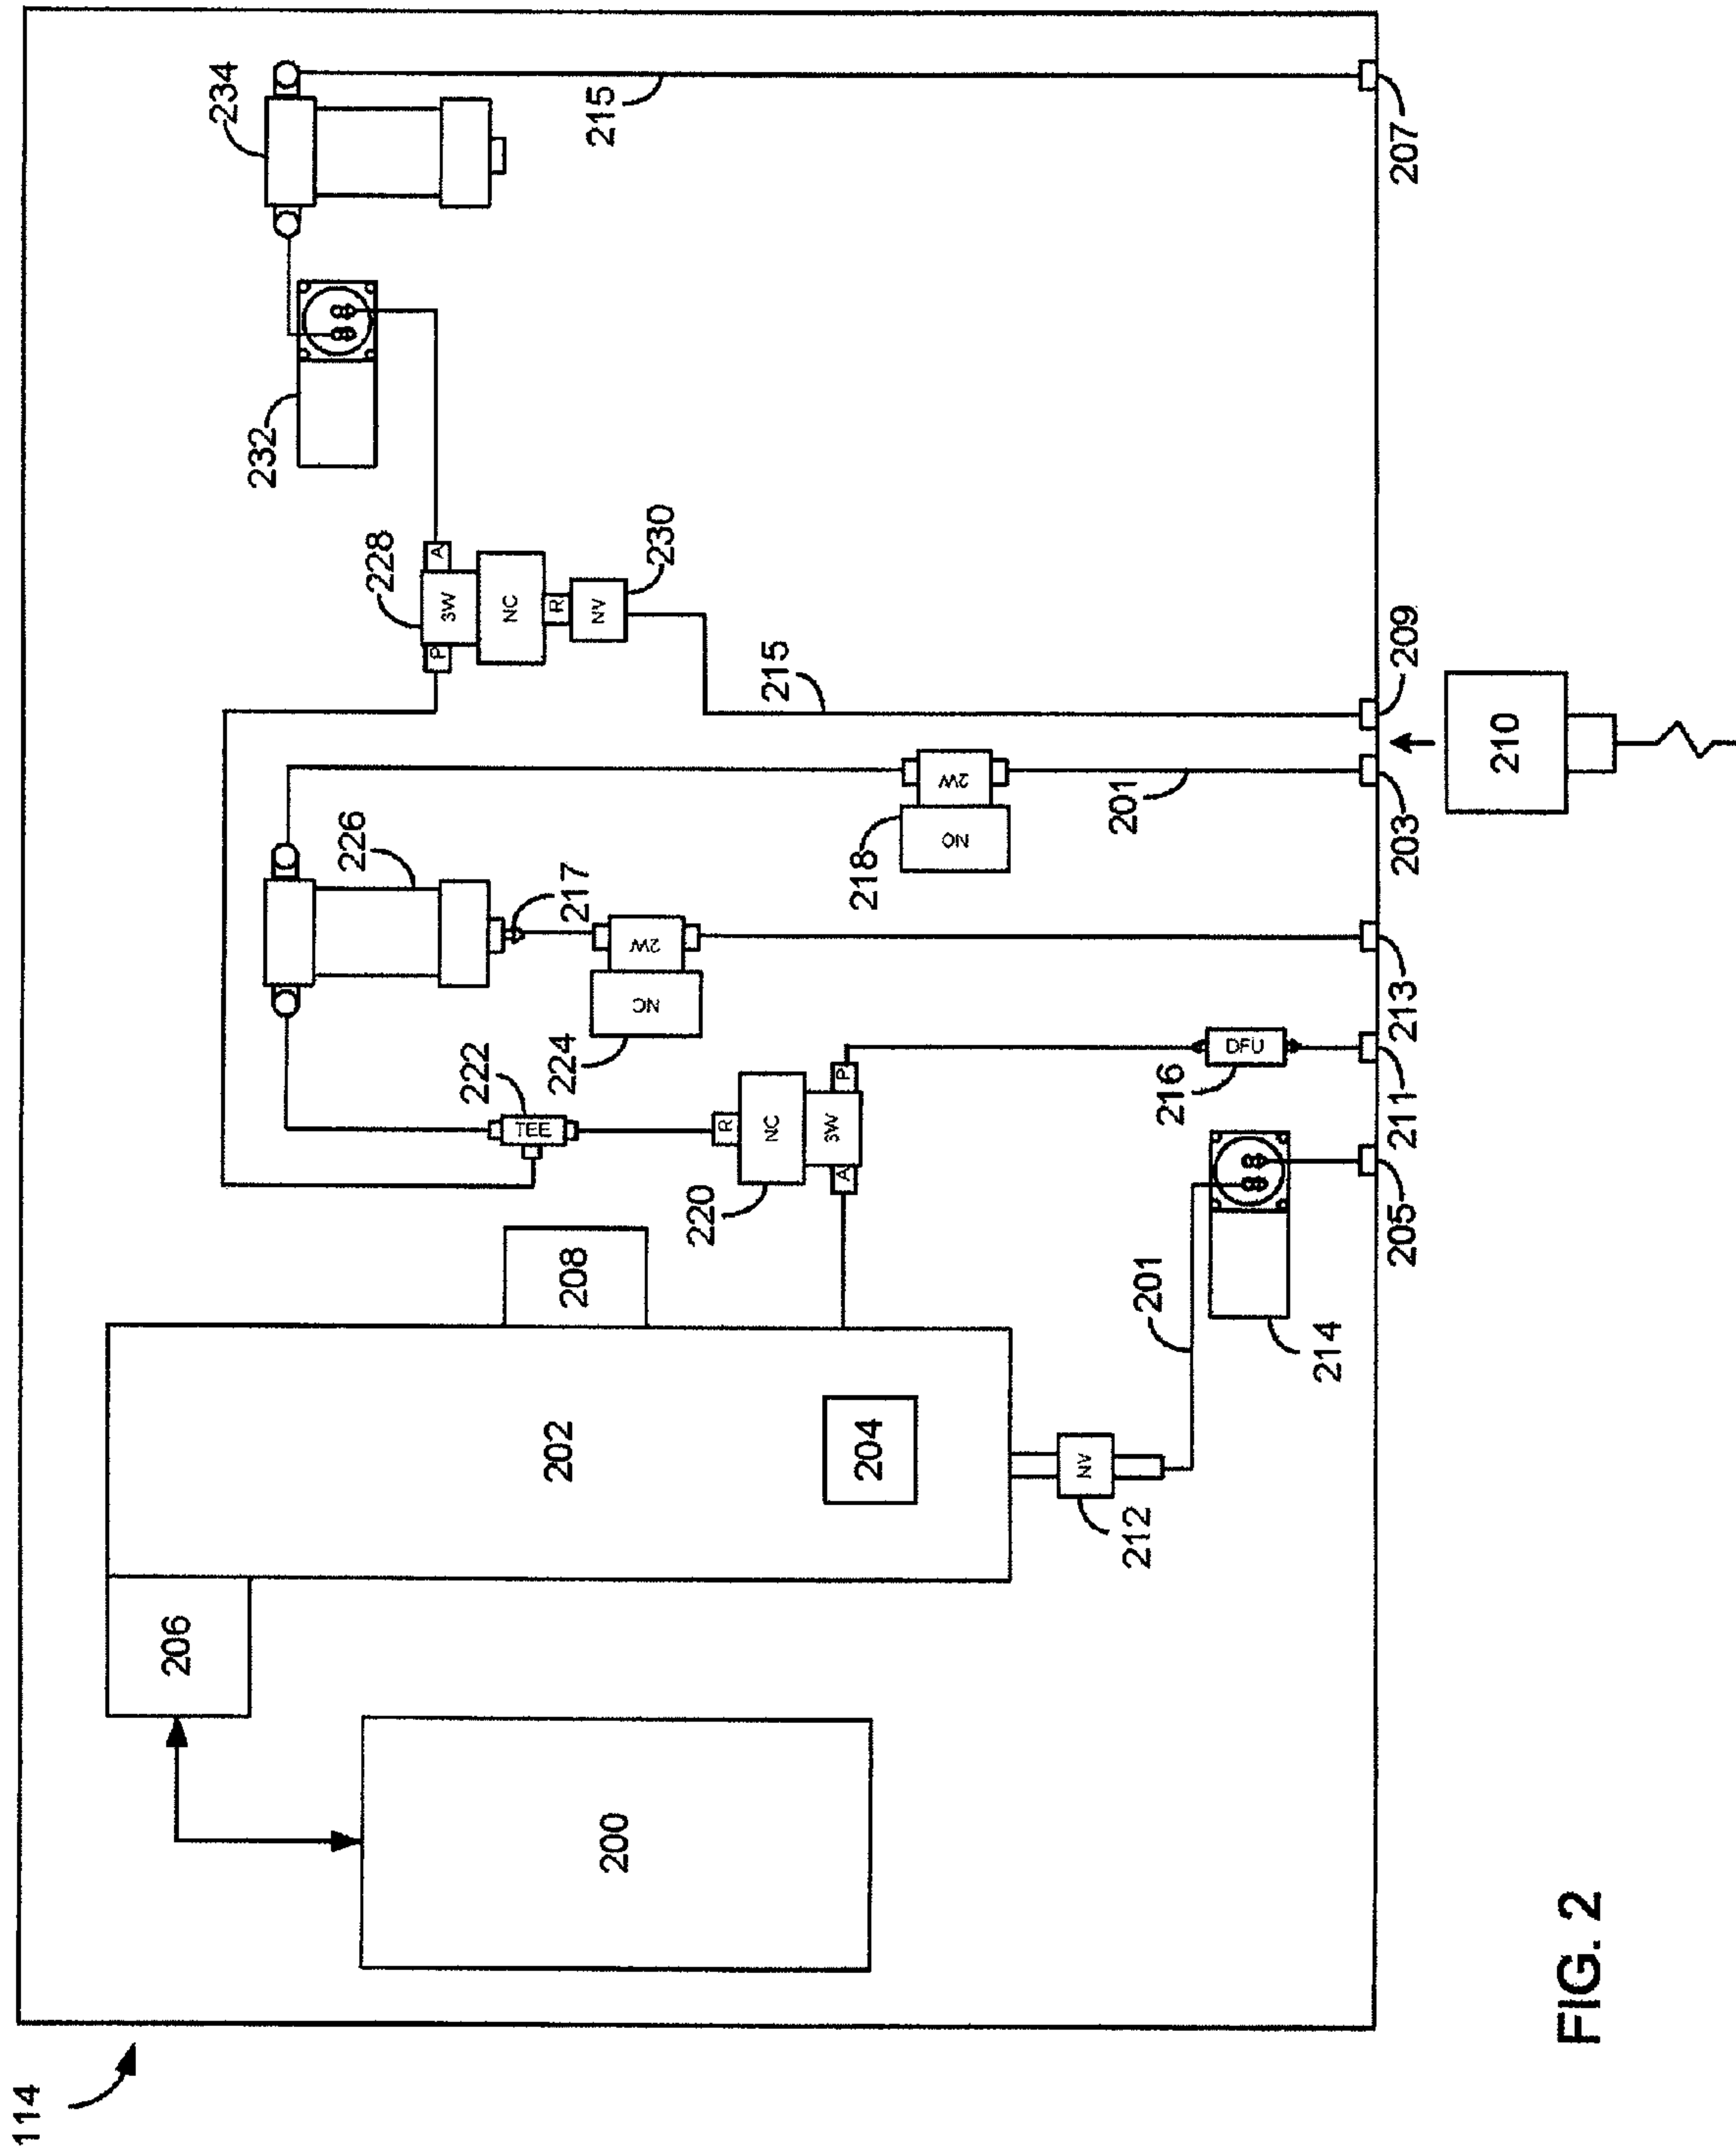 114
FIG. 2
200
206
202
204
208
212
NV
201
214
205
211
216
DFU
213
220
R
NC
3W
A
P
222
TEE
224
NC
2W
217
226
218
NO
2W
201
203
209
210
215
228
P
3W
A
NC
R
NV
230
232
234
215
207